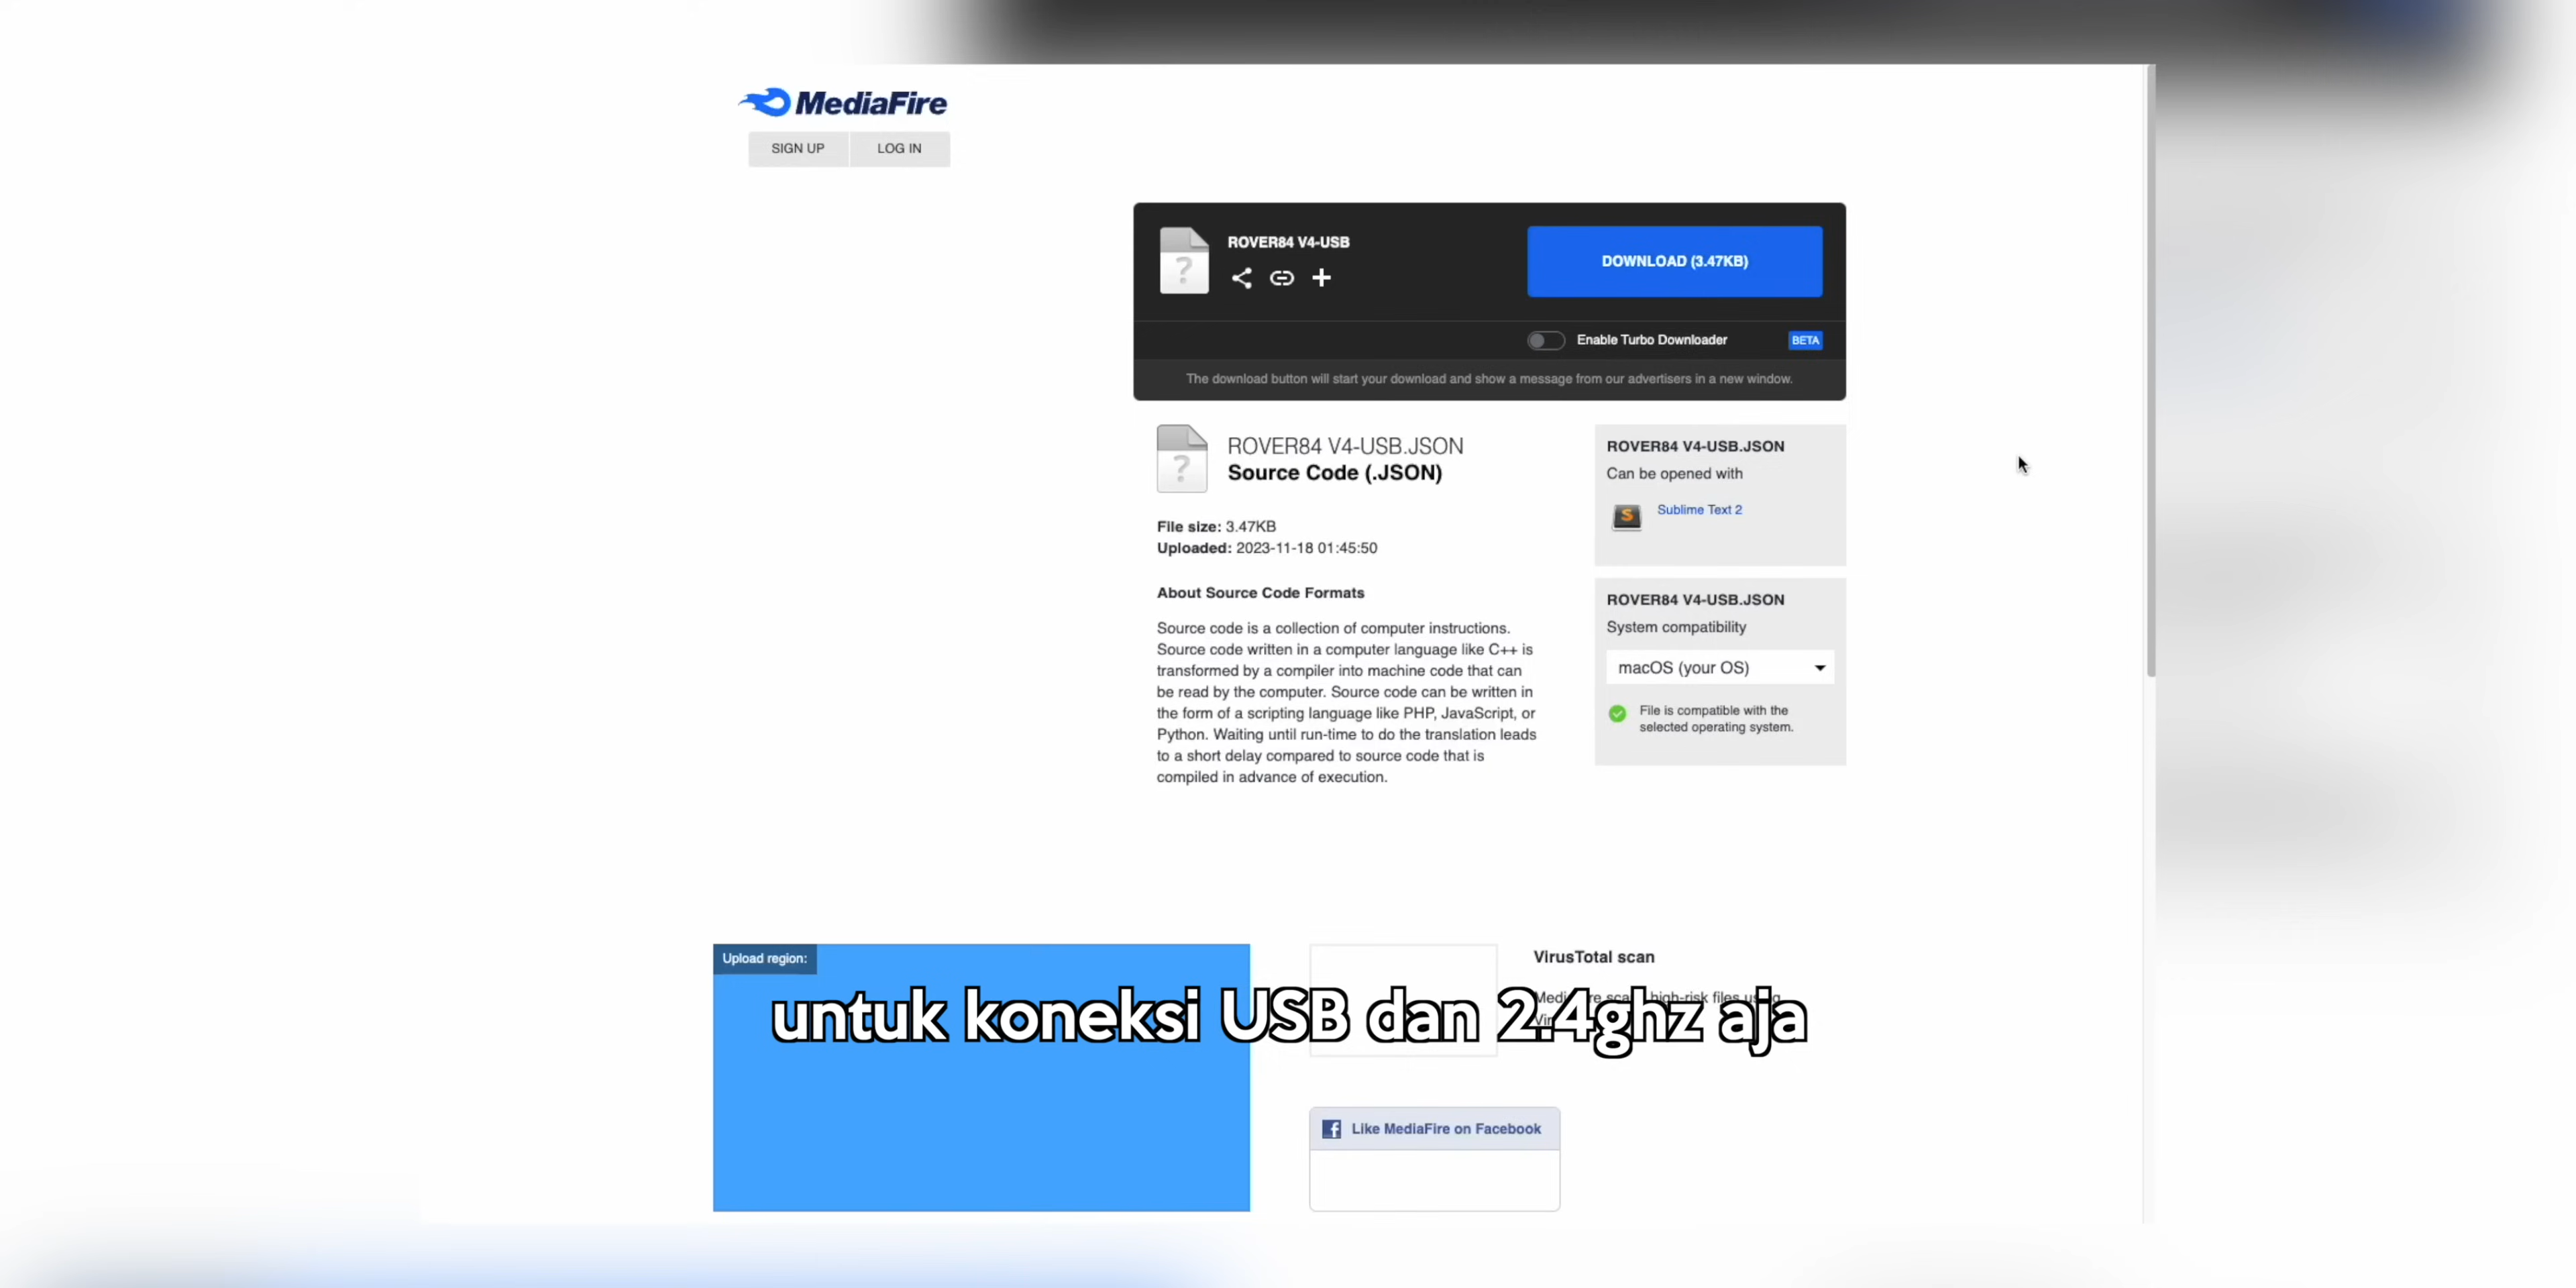 MediaFire
SIGN UP LOG IN
ROVER84 V4-USB
DOWNLOAD (3.47KB)
Enable Turbo Downloader BETA
The download button will start your download and show a message from our advertisers in a new window.
ROVER84 V4-USB.JSON
Source Code (.JSON)
File size: 3.47KB
Uploaded: 2023-11-18 01:45:50
About Source Code Formats
Source code is a collection of computer instructions.
Source code written in a computer language like C++ is
transformed by a compiler into machine code that can
be read by the computer. Source code can be written in
the form of a scripting language like PHP, JavaScript, or
Python. Waiting until run-time to do the translation leads
to a short delay compared to source code that is
compiled in advance of execution.
ROVER84 V4-USB.JSON
Can be opened with
S
Sublime Text 2
ROVER84 V4-USB.JSON
System compatibility
macOS (your OS)
File is compatible with the
selected operating system.
Upload region:
VirusTotal scan
high-risk files
untuk koneksi USB dan 2.4ghz aja
Like MediaFire on Facebook